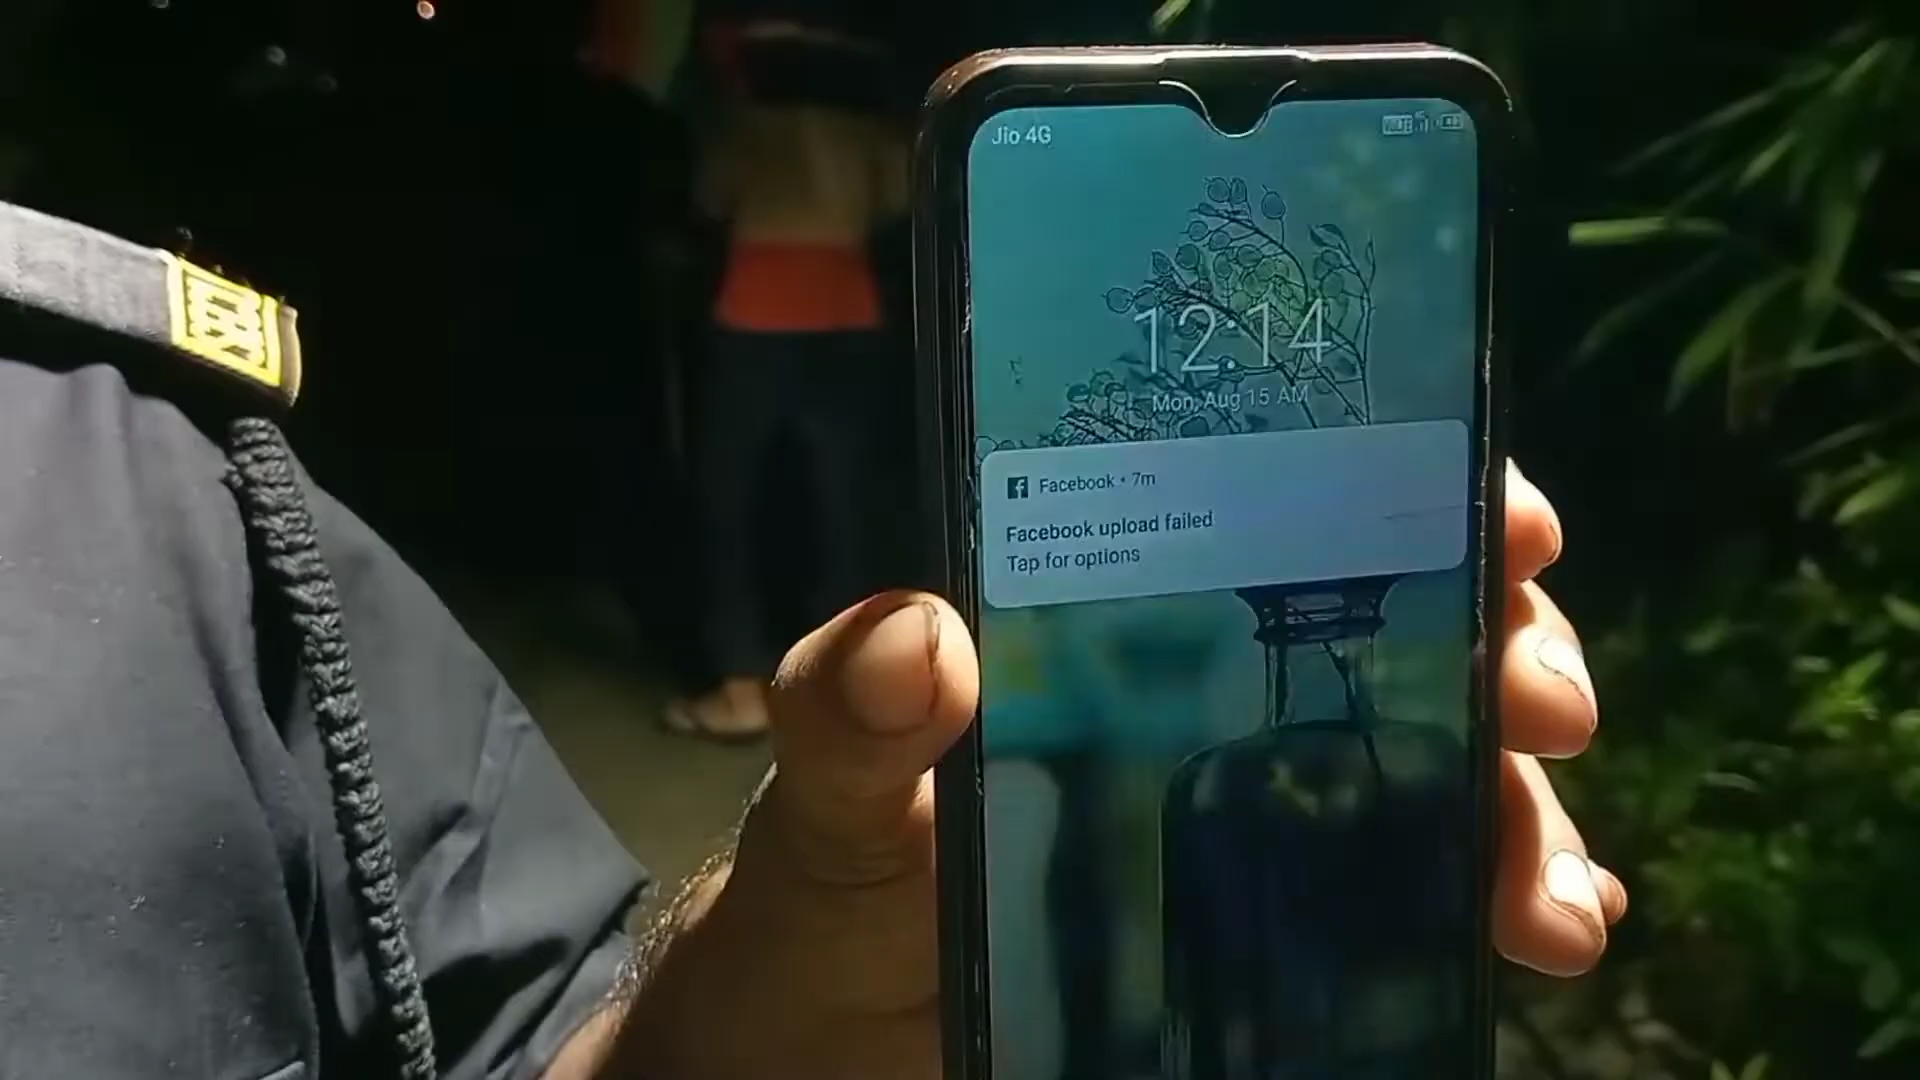 Jio 4G
12:14
Mon, Aug 15 AM
Facebook • 7m
Facebook upload failed
Tap for options